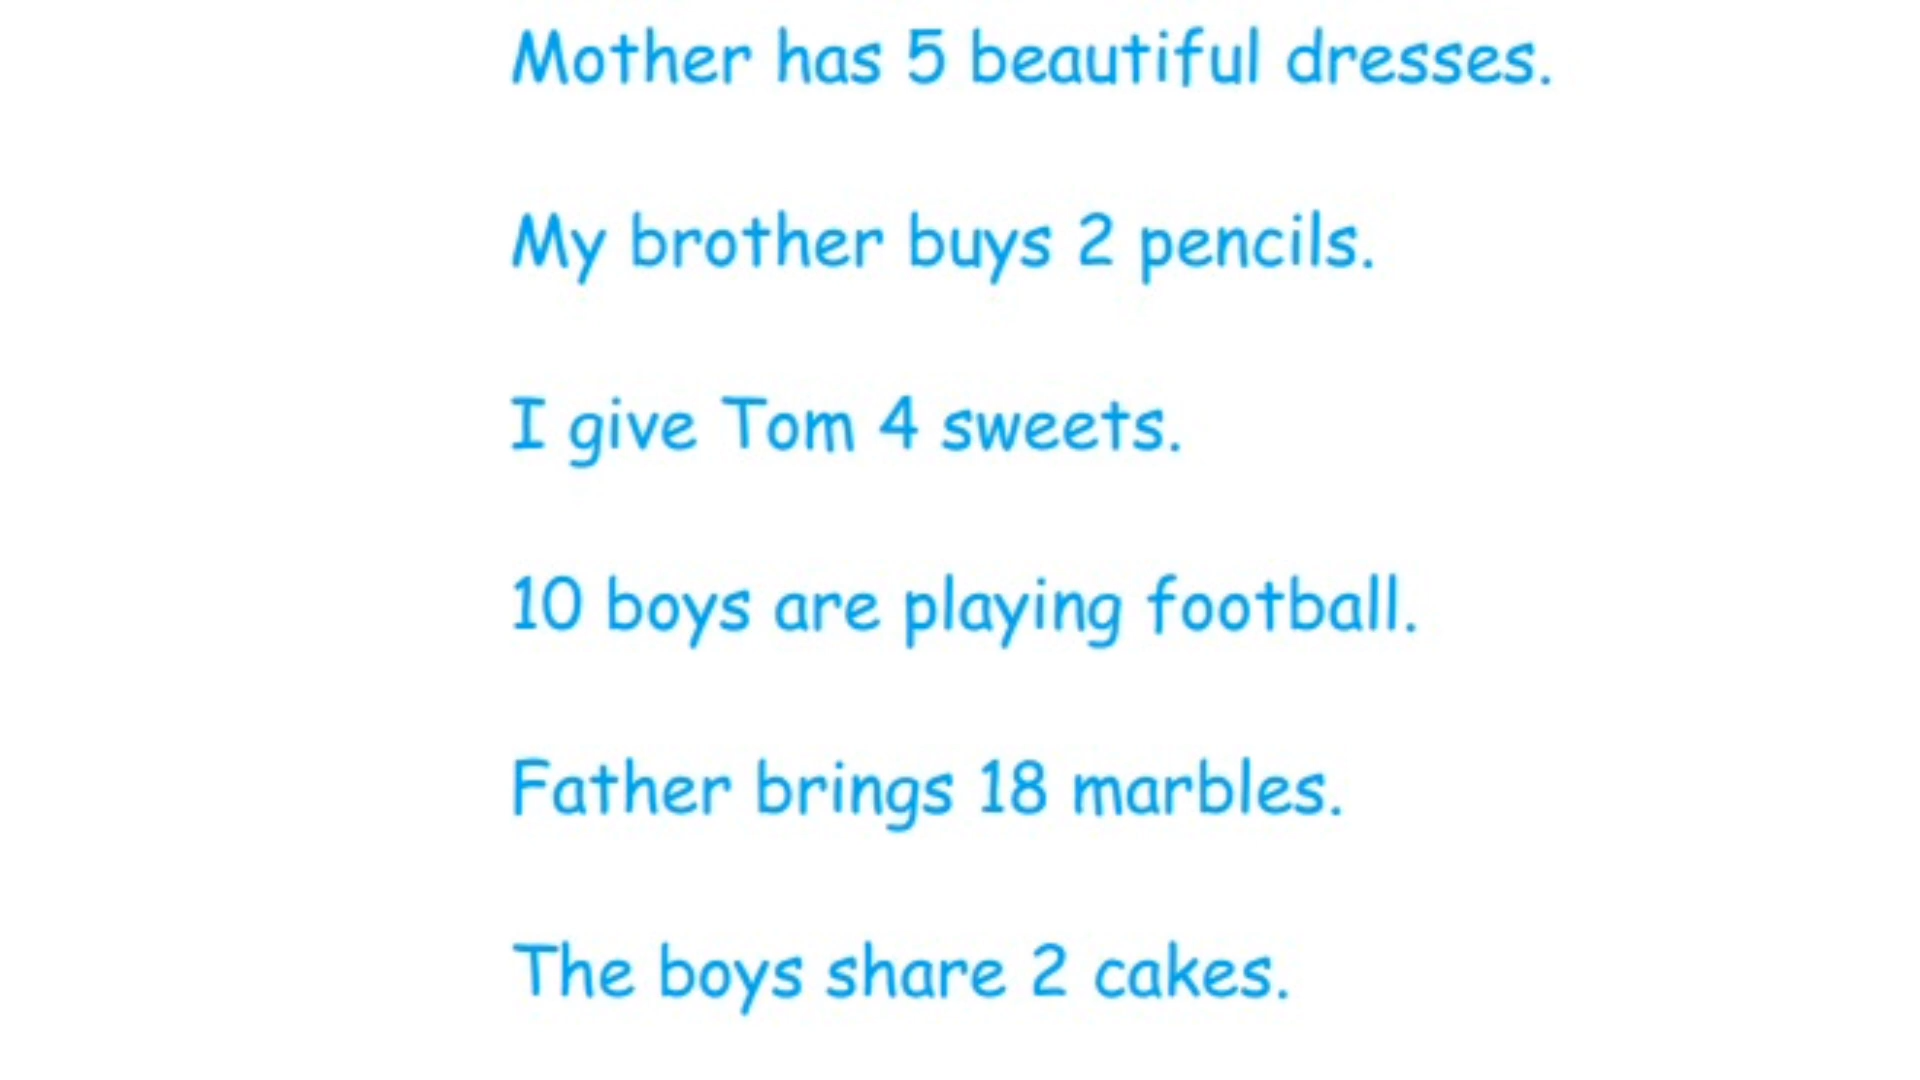 Mother has 5 beautiful dresses.
My brother buys 2 pencils.
I give Tom 4 sweets.
10 boys are playing football.
Father brings 18 marbles.
The boys share 2 cakes.